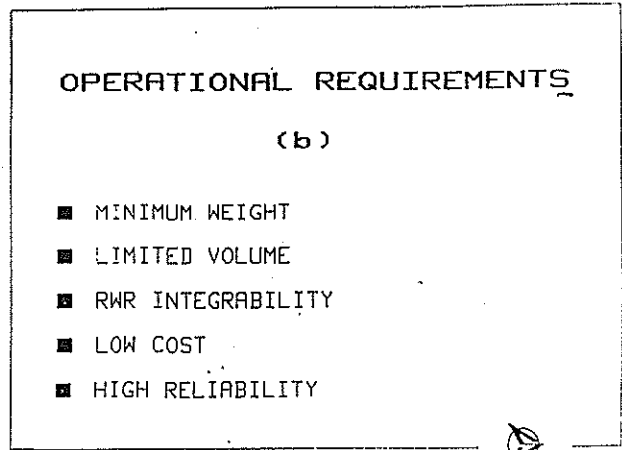 OPERATIONAL REQUIREMENTS
(b)
■ MINIMUM WEIGHT
■ LIMITED VOLUME
■ RWR INTEGRABILITY
■ LOW COST
■ HIGH RELIABILITY